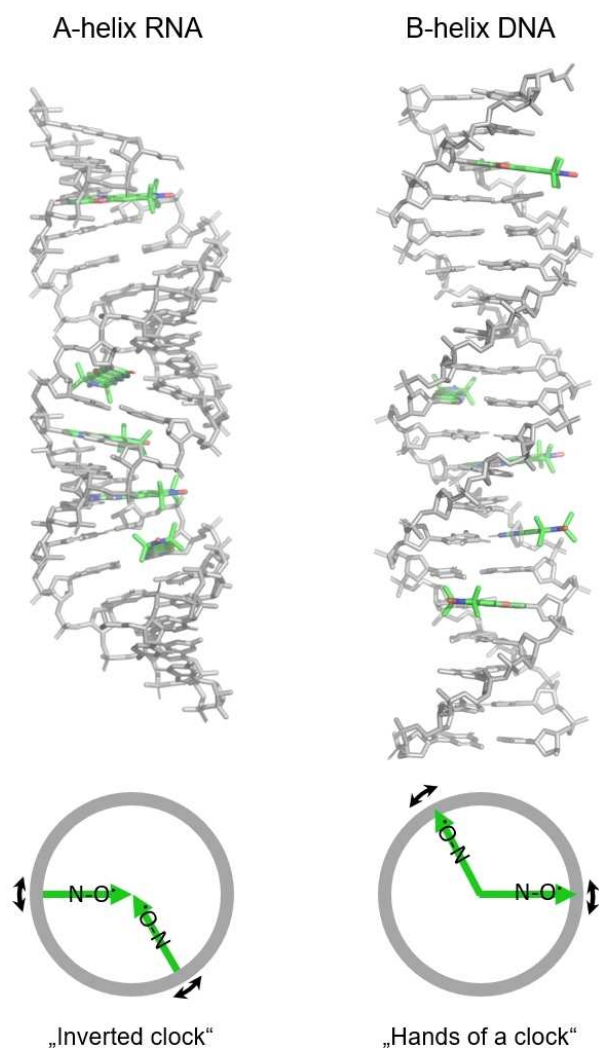 A-helix RNA
B-helix DNA
N-O•
N-O•
N-O•
N-O•
„Inverted clock“
„Hands of a clock“